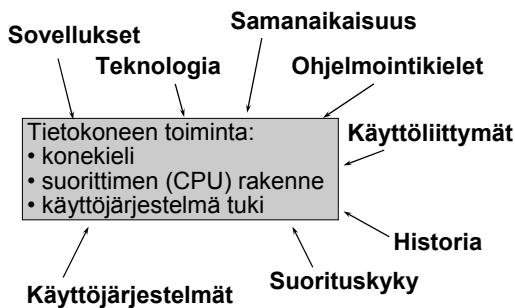 Samanaikaisuus
Sovellukset
Teknologia
Ohjelmointikielet
Tietokoneen toiminta:
• konekieli
• suorittimen (CPU) rakenne
• käyttöjärjestelmä tuki
Käyttöliittymät
Historia
Suorituskyky
Käyttöjärjestelmät